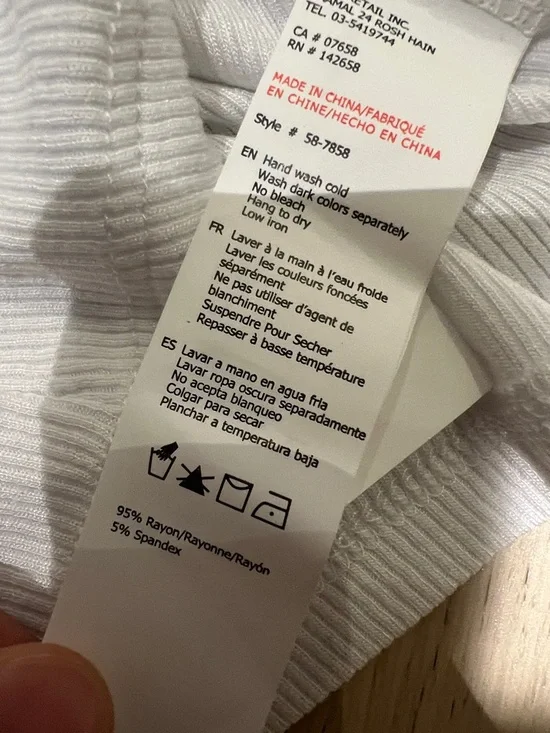 RETAIL INC
AMAL 24 ROSH HAIN
TEL. 03-5419744
CA # 07658
RN # 142658
MADE IN CHINA/FABRIQUÉ
EN CHINE/HECHO EN CHINA
Style # 58-7858
EN Hand wash cold
Wash dark colors separately
No bleach
Hang to dry
Low iron
FR Laver à la main à l'eau froide
Laver les couleurs foncées
séparément
Ne pas utiliser d'agent de
blanchiment
Suspendre Pour Secher
Repasser à basse température
ES Lavar a mano en agua fria
Lavar ropa oscura separadamente
No acepta blanqueo
Colgar para secar
Planchar a temperatura baja
95% Rayon/Rayonne/Rayón
5% Spandex